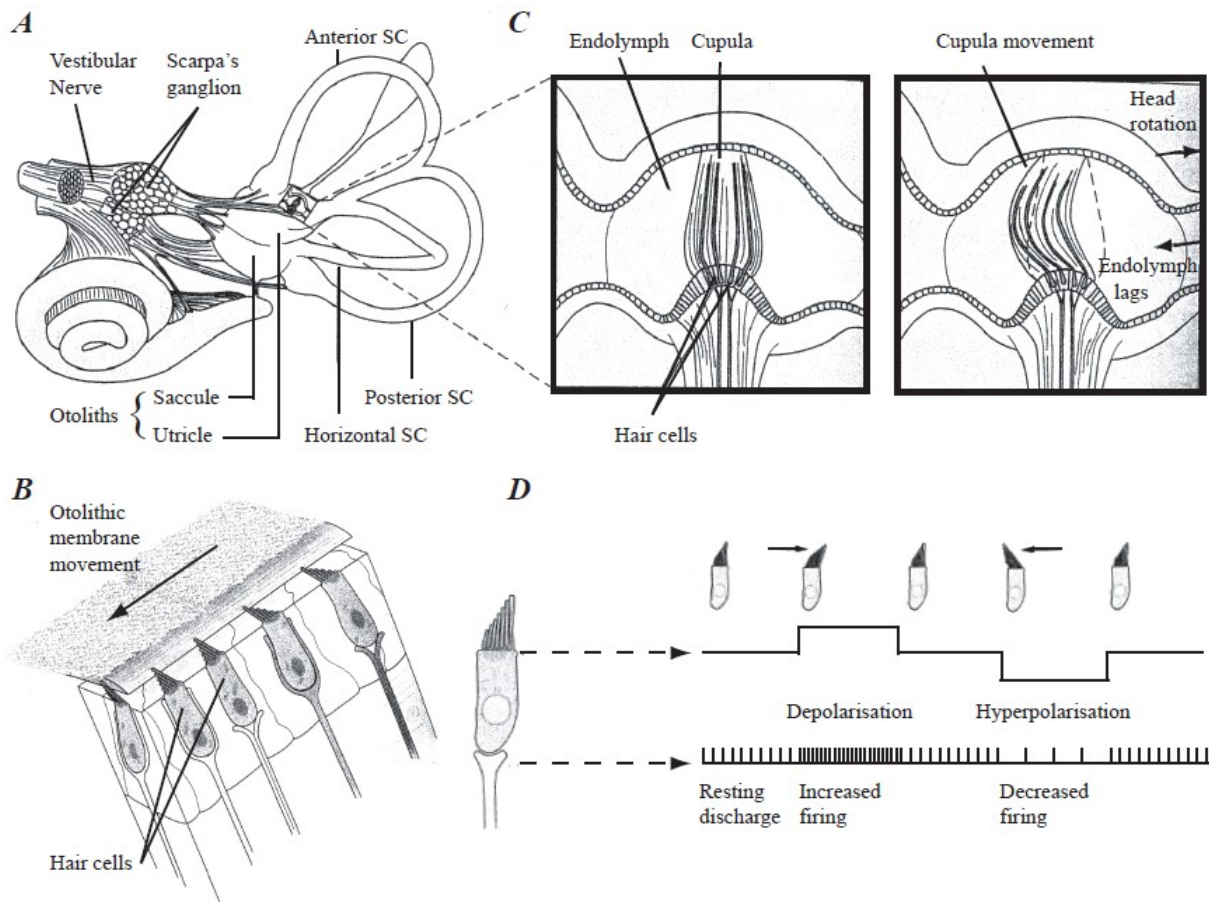 A
Anterior SC
Vestibular
Nerve
Scarpa's
ganglion
Otoliths
Saccule
Utricle
Horizontal SC
Posterior SC
C
Endolymph
Cupula
Cupula movement
Head
rotation
Endolymph
lags
Hair cells
B
Otolithic
membrane
movement
Hair cells
D
Depolarisation
Hyperpolarisation
Resting
discharge
Increased
firing
Decreased
firing